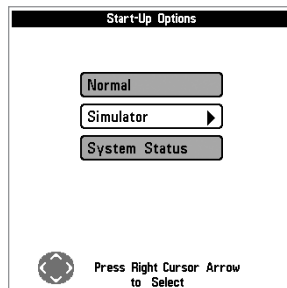 Start-Up Options
Normal
Simulator
System Status
Press Right Cursor Arrow
to Select